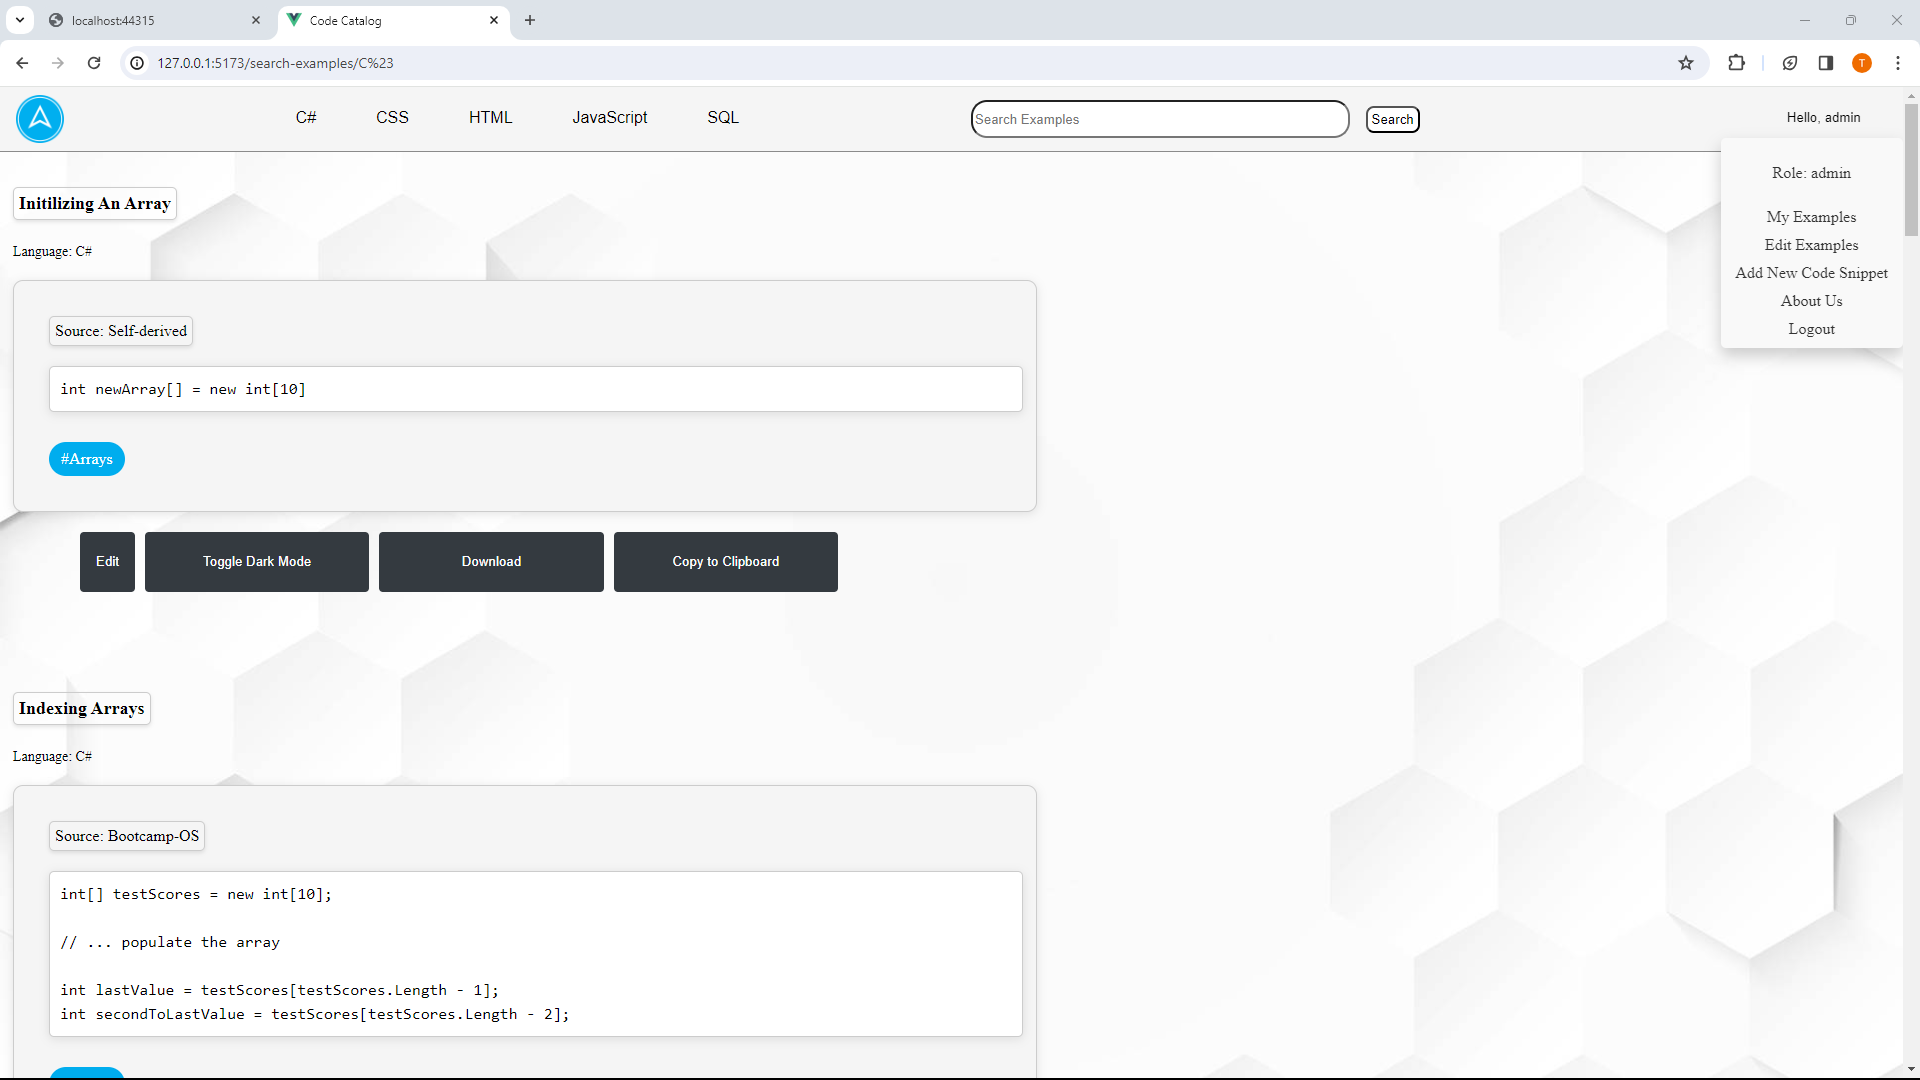 localhost:44315
Code Catalog
127.0.0.1:5173/search-examples/C%23
T
C# CSS HTML JavaScript SQL
Search Examples
Search
Hello, admin
Role: admin
My Examples
Edit Examples
Add New Code Snippet
About Us
Logout
Initilizing An Array
Language: C#
Source: Self-derived
int newArray[] = new int[10]
#Arrays
Edit Toggle Dark Mode Download Copy to Clipboard
Indexing Arrays
Language: C#
Source: Bootcamp-OS
int[] testScores = new int[10];
// ... populate the array
int lastValue = testScores[testScores.Length - 1];
int secondToLastValue = testScores[testScores.Length - 2];